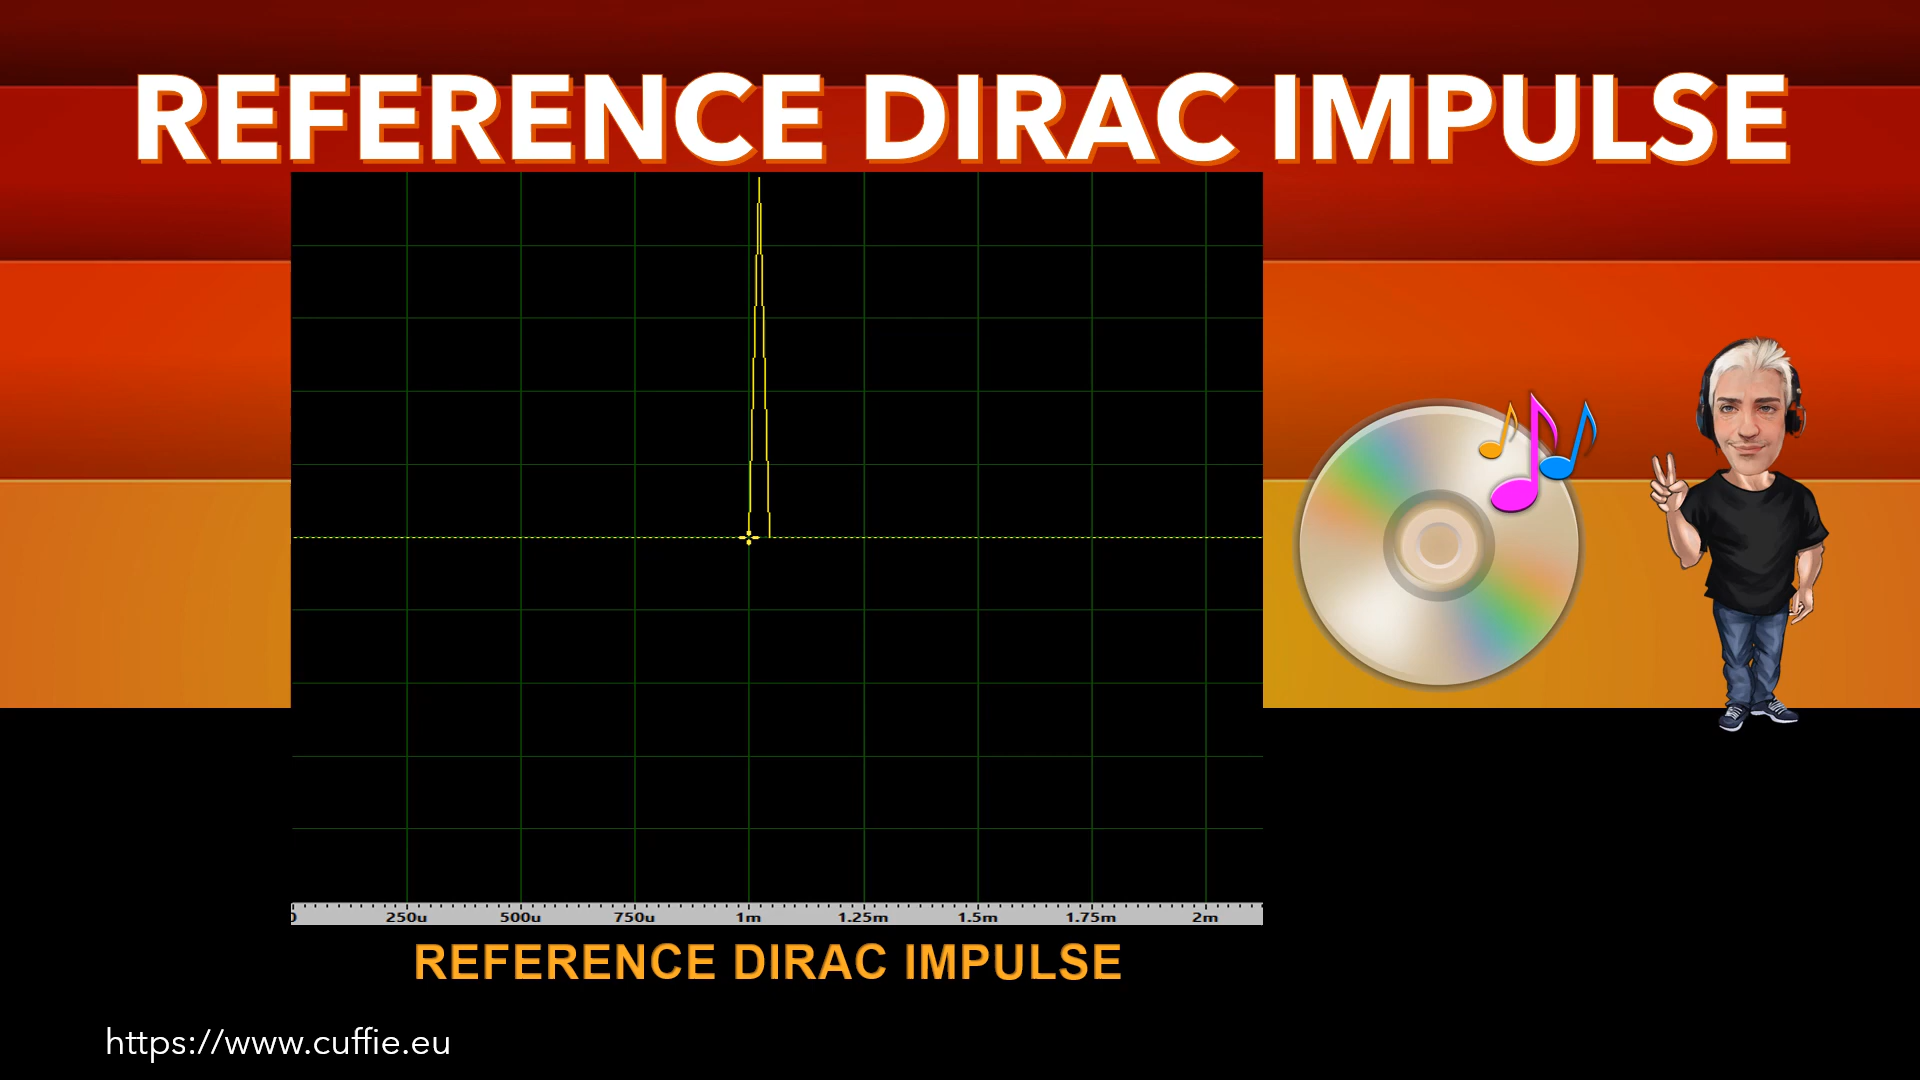 REFERENCE DIRAC IMPULSE
0 250u 500u 750u 1m 1.25m 1.5m 1.75m 2m
REFERENCE DIRAC IMPULSE
https://www.cuffie.eu